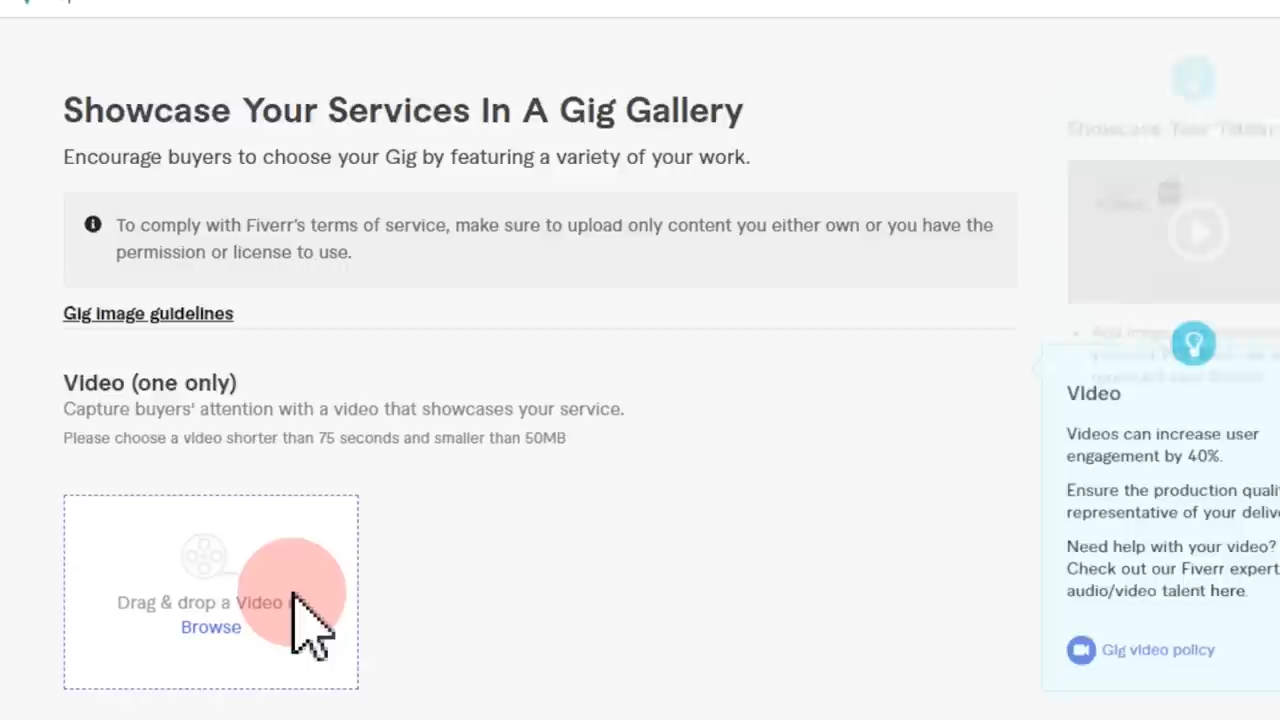 Showcase Your Services In A Gig Gallery
Encourage buyers to choose your Gig by featuring a variety of your work.
To comply with Fiverr's terms of service, make sure to upload only content you either own or you have the
permission or license to use.
Gig image guidelines
Video (one only)
Capture buyers' attention with a video that showcases your service.
Please choose a video shorter than 75 seconds and smaller than 50MB
Drag & drop a Video
Browse
Showcase Your
Video
Videos can increase user
engagement by 40%.
Ensure the production
representative of your
Need help with your video?
Check out our Fiverr expert
audio/video talent here.
Gig video policy